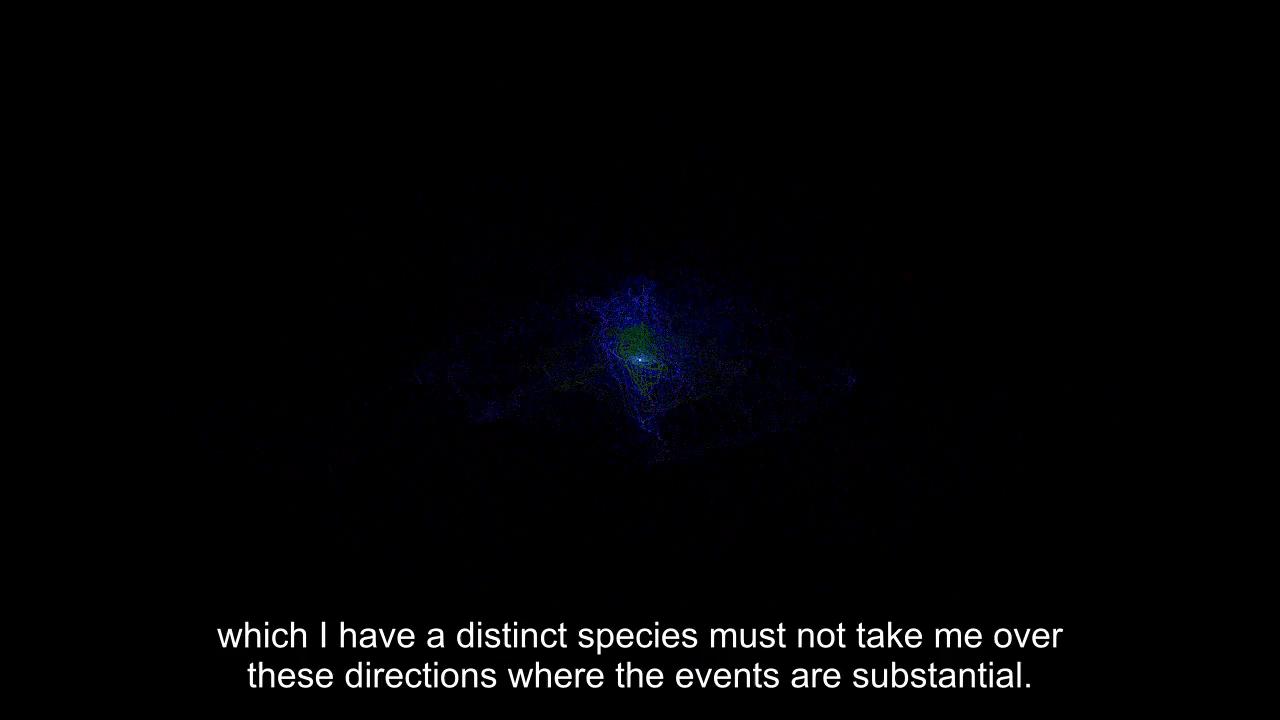 which I have a distinct species must not take me over
these directions where the events are substantial.